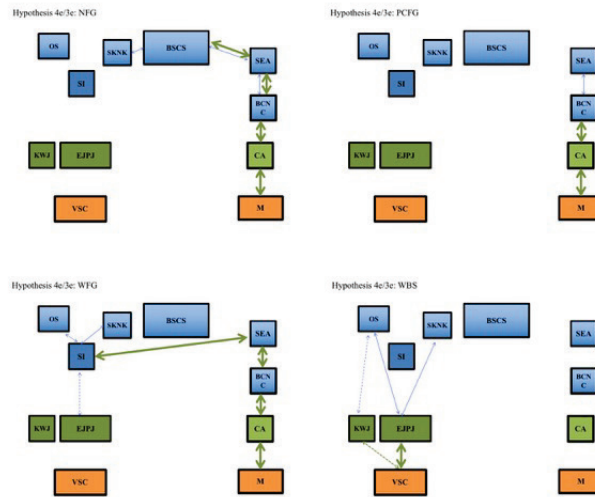 Hypothesis 4e/3e: NFG
OS
SKNK
BSCS
SEA
SI
BCN
C
KWJ
EJPJ
CA
VSC
M
Hypothesis 4e/3e: PCFG
OS
SKNK
BSCS
SEA
SI
BCN
C
KWJ
EJPJ
CA
VSC
M
Hypothesis 4e/3e: WFG
OS
SKNK
BSCS
SEA
SI
BCN
C
KWJ
EJPJ
CA
VSC
M
Hypothesis 4e/3e: WBS
OS
SKNK
BSCS
SEA
SI
BCN
C
KWJ
EJPJ
CA
VSC
M